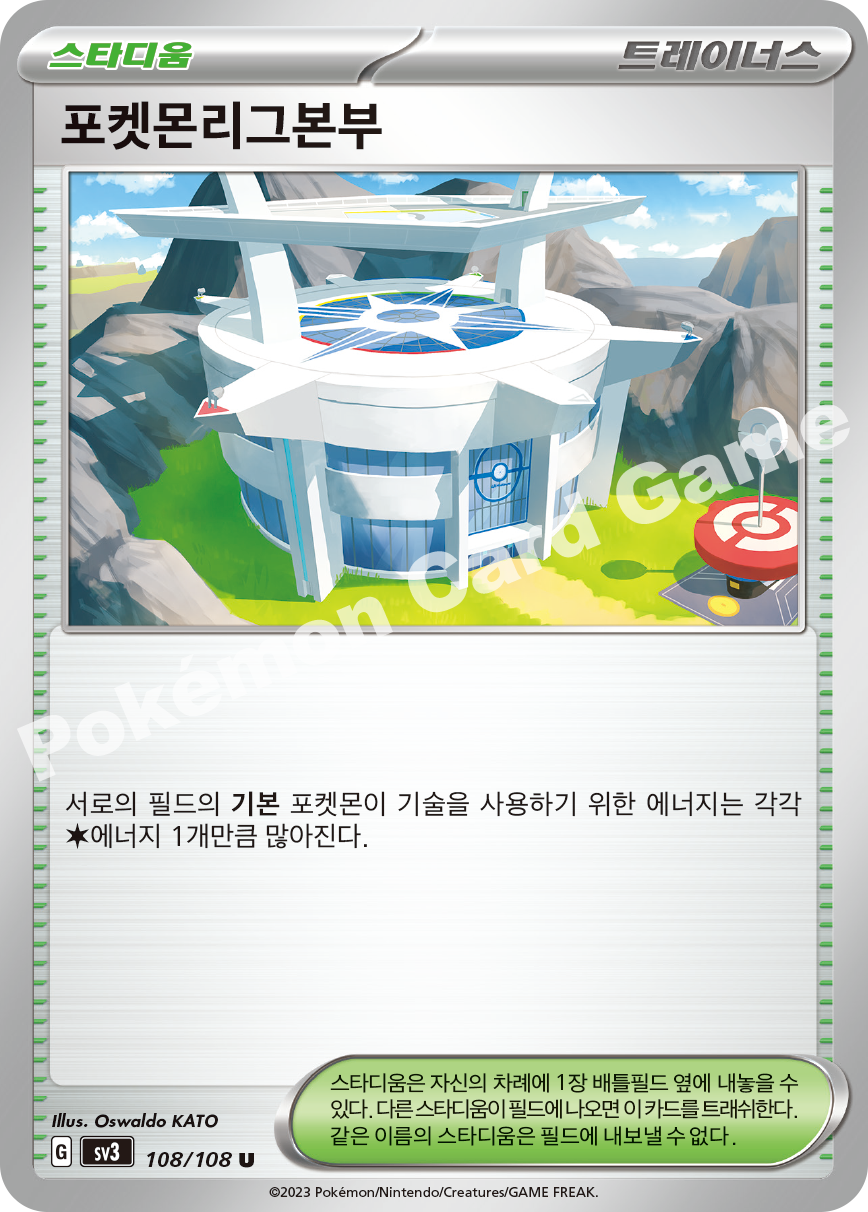 스타디움 트레이너스
포켓몬리그본부
Pokémon Card Game
서로의 필드의 기본 포켓몬이 기술을 사용하기 위한 에너지는 각각
에너지 1개만큼 많아진다.
스타디움은 자신의 차례에 1장 배틀필드 옆에 내놓을 수
있다. 다른 스타디움이 필드에 나오면 이 카드를 트래쉬한다.
같은 이름의 스타디움은 필드에 내보낼 수 없다.
Illus. Oswaldo KATO
G sv3 108/108 U
©2023 Pokémon/Nintendo/Creatures/GAME FREAK.